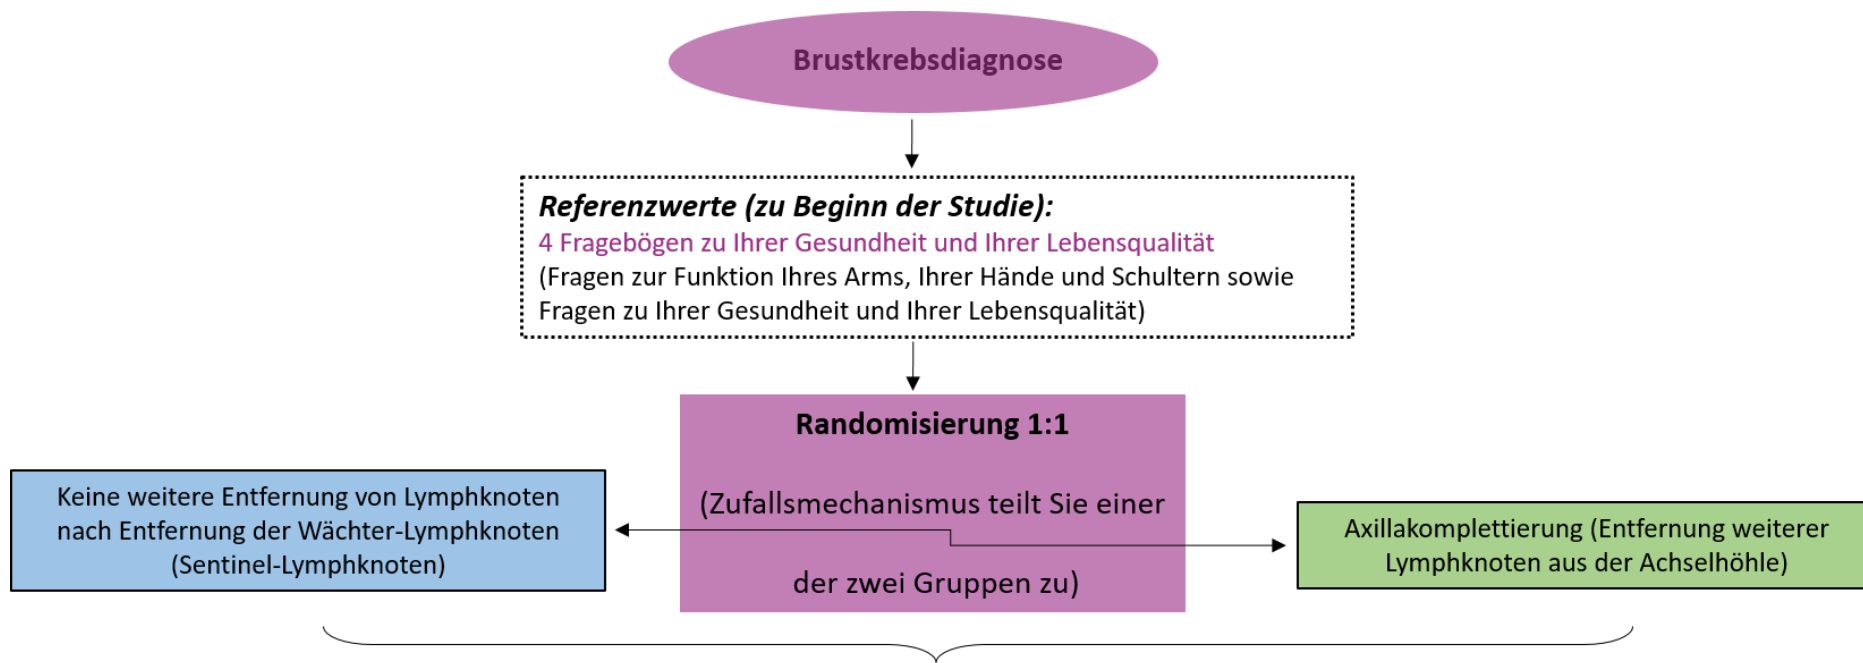 Brustkrebsdiagnose
Referenzwerte (zu Beginn der Studie):
4 Fragebögen zu Ihrer Gesundheit und Ihrer Lebensqualität
(Fragen zur Funktion Ihres Arms, Ihrer Hände und Schultern sowie
Fragen zu Ihrer Gesundheit und Ihrer Lebensqualität)
Randomisierung 1:1
(Zufallsmechanismus teilt Sie einer
der zwei Gruppen zu)
Keine weitere Entfernung von Lymphknoten
nach Entfernung der Wächter-Lymphknoten
(Sentinel-Lymphknoten)
Axillakomplettierung (Entfernung weiterer
Lymphknoten aus der Achselhöhle)